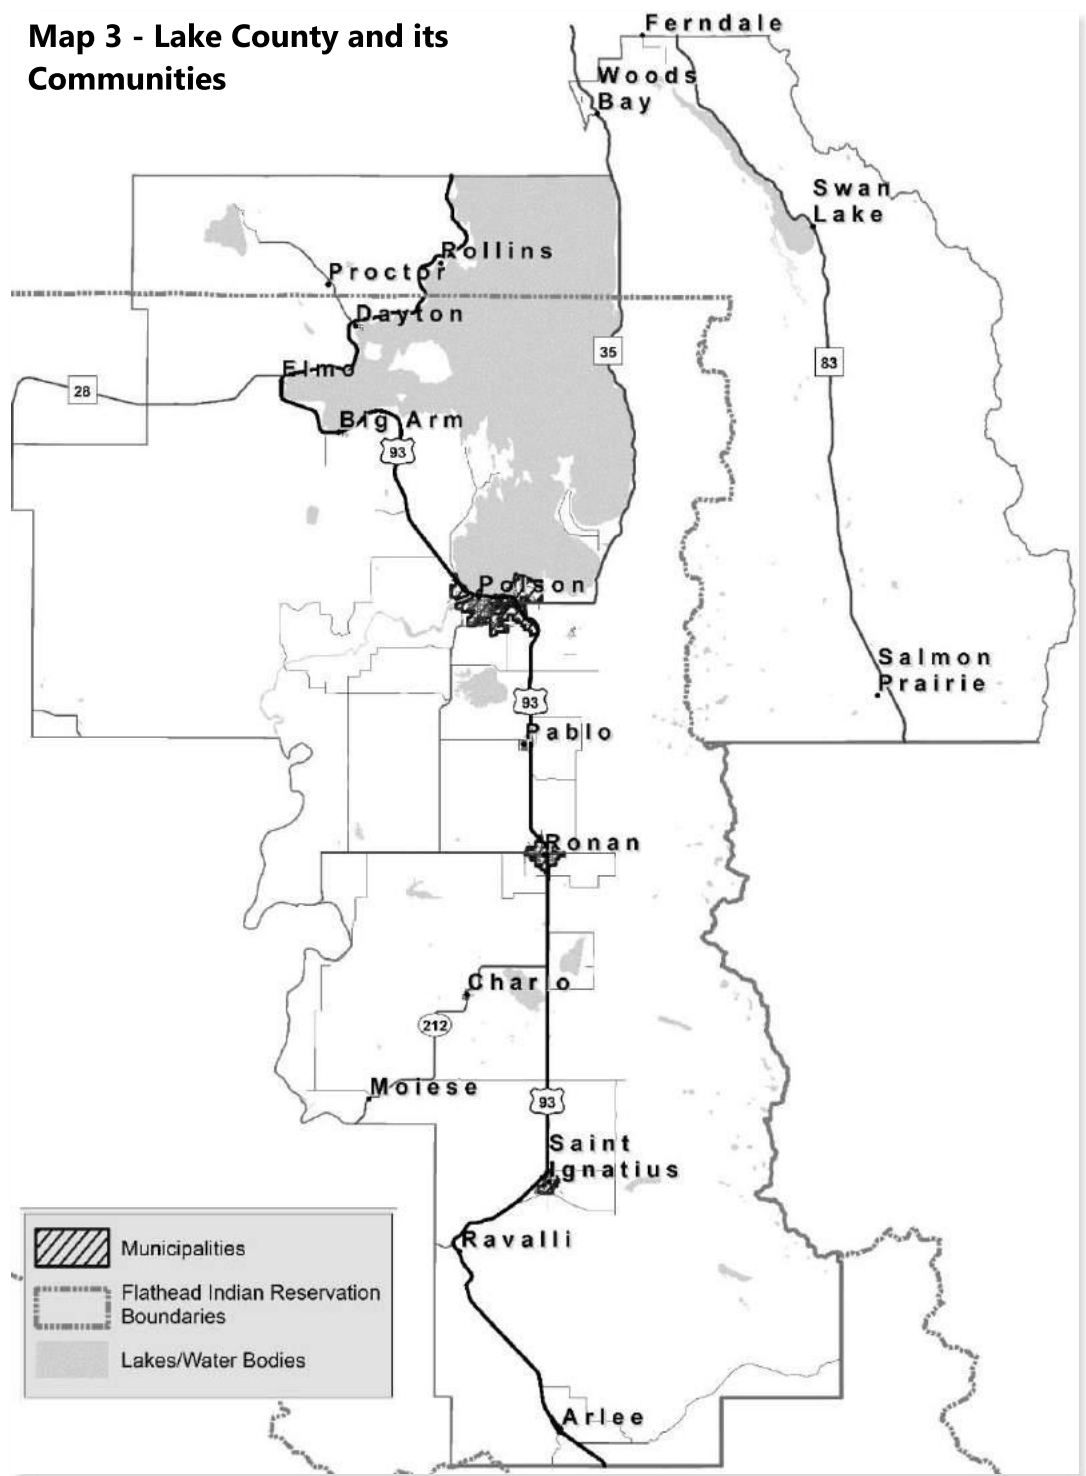 Map 3 - Lake County and its
Communities
Ferndale
Woods
Bay
Swan
Lake
Rollins
Proctor
Dayton
35
83
Elmo
28
Big Arm
93
Polson
Salmon
Prairie
93
Pablo
Ronan
Charlo
212
Moiese
93
Saint
Ignatius
Ravalli
Municipalities
Flathead Indian Reservation
Boundaries
Lakes/Water Bodies
Arlee